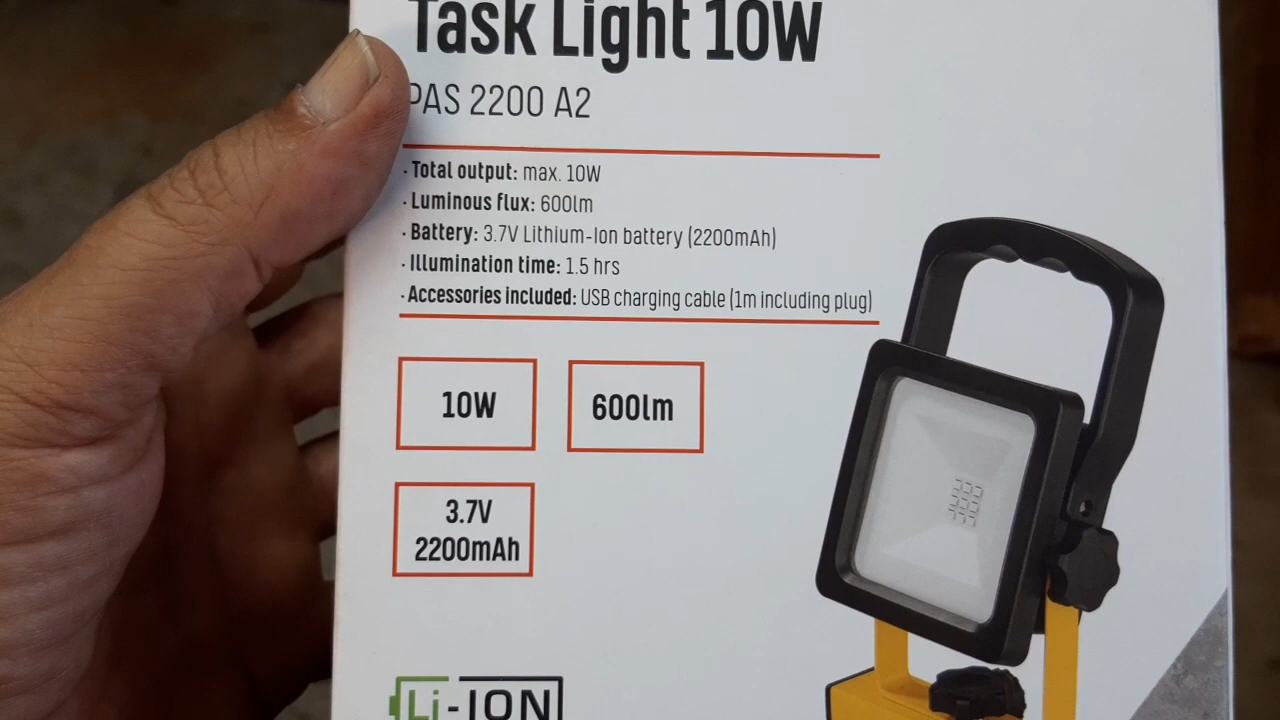 Task Light 10W
PAS 2200 A2
· Total output: max. 10W
· Luminous flux: 600lm
· Battery: 3.7V Lithium-Ion battery (2200mAh)
· Illumination time: 1.5 hrs
· Accessories included: USB charging cable (1m including plug)
10W
600lm
3.7V
2200mAh
Li-ION